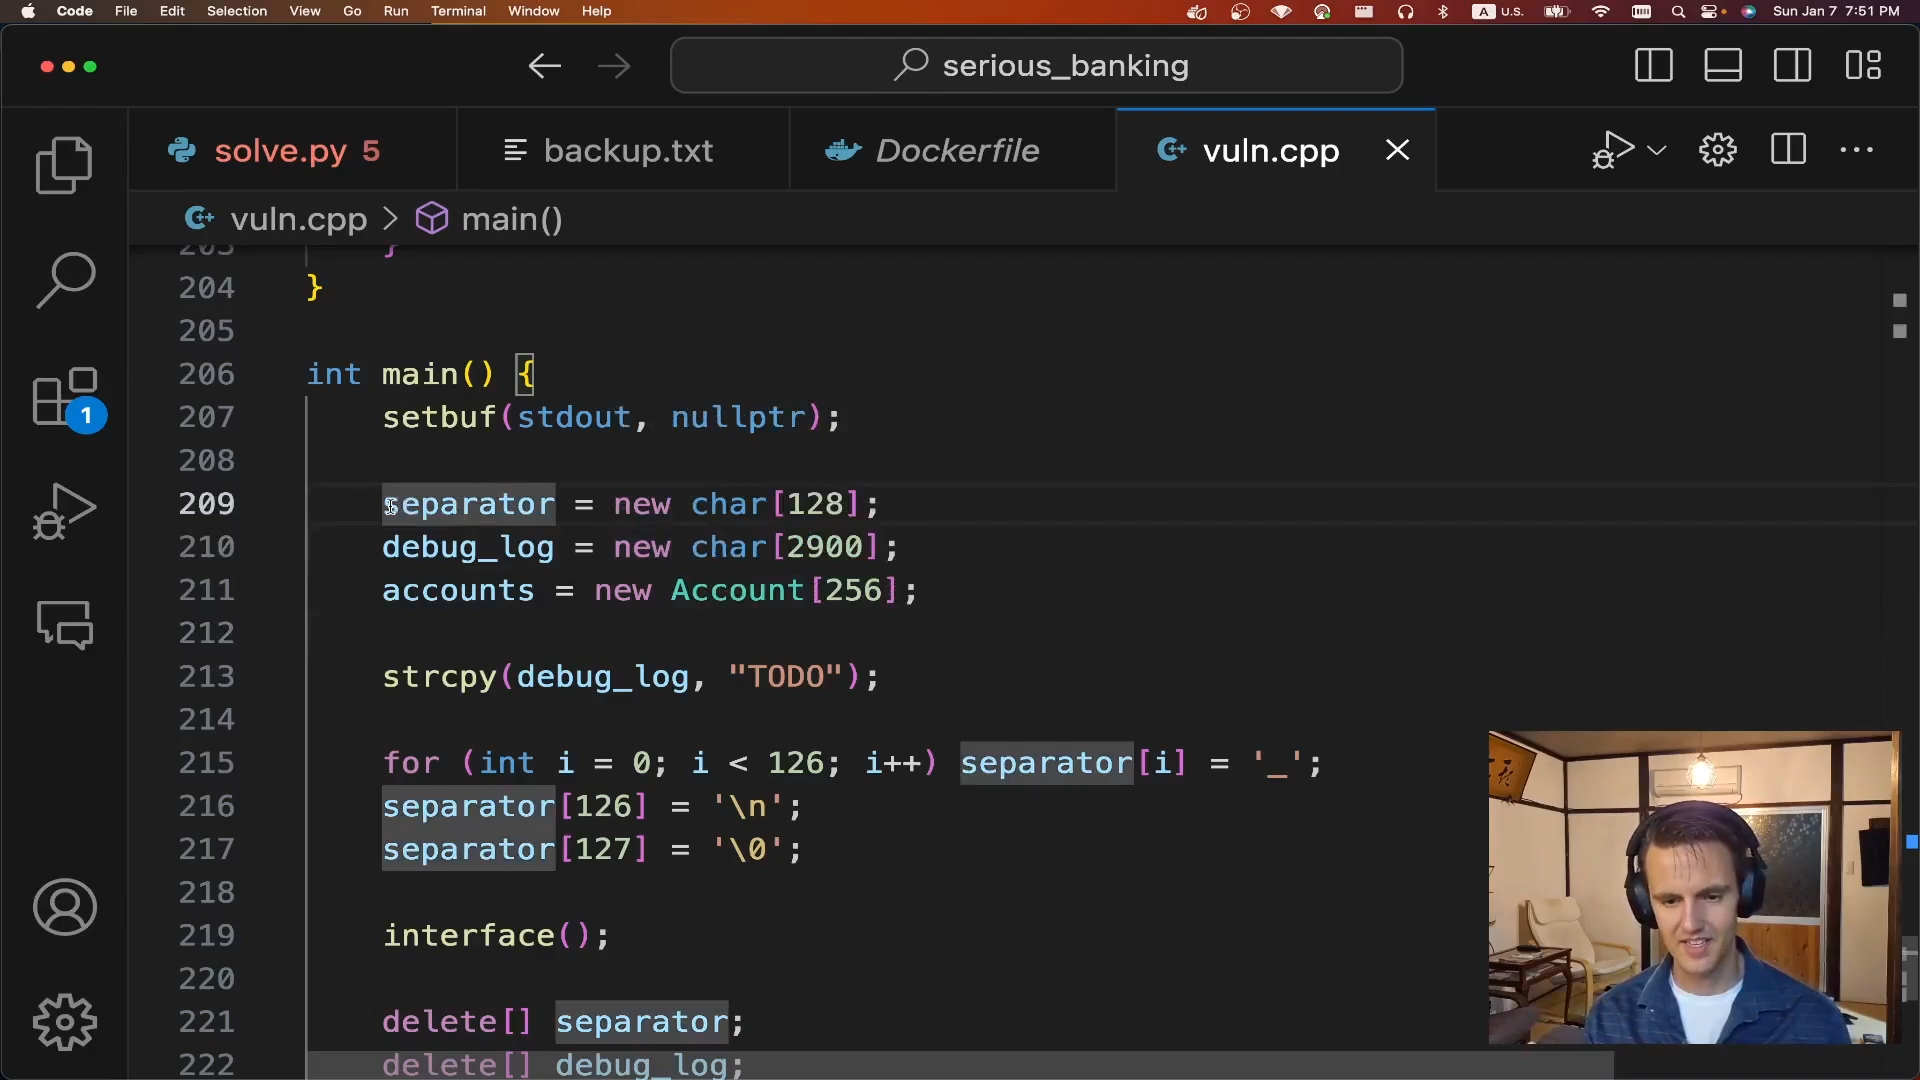 Code File Edit Selection View Go Run Terminal Window Help A U.S. Sun Jan 7 7:51 PM
serious_banking
solve.py 5 backup.txt Dockerfile vuln.cpp
vuln.cpp > main()
203 }
204 }
205
206 int main() {
207 setbuf(stdout, nullptr);
208
209 separator = new char[128];
210 debug_log = new char[2900];
211 accounts = new Account[256];
212
213 strcpy(debug_log, "TODO");
214
215 for (int i = 0; i < 126; i++) separator[i] = '_';
216 separator[126] = '\n';
217 separator[127] = '\0';
218
219 interface();
220
221 delete[] separator;
222 delete[] debug_log;
1